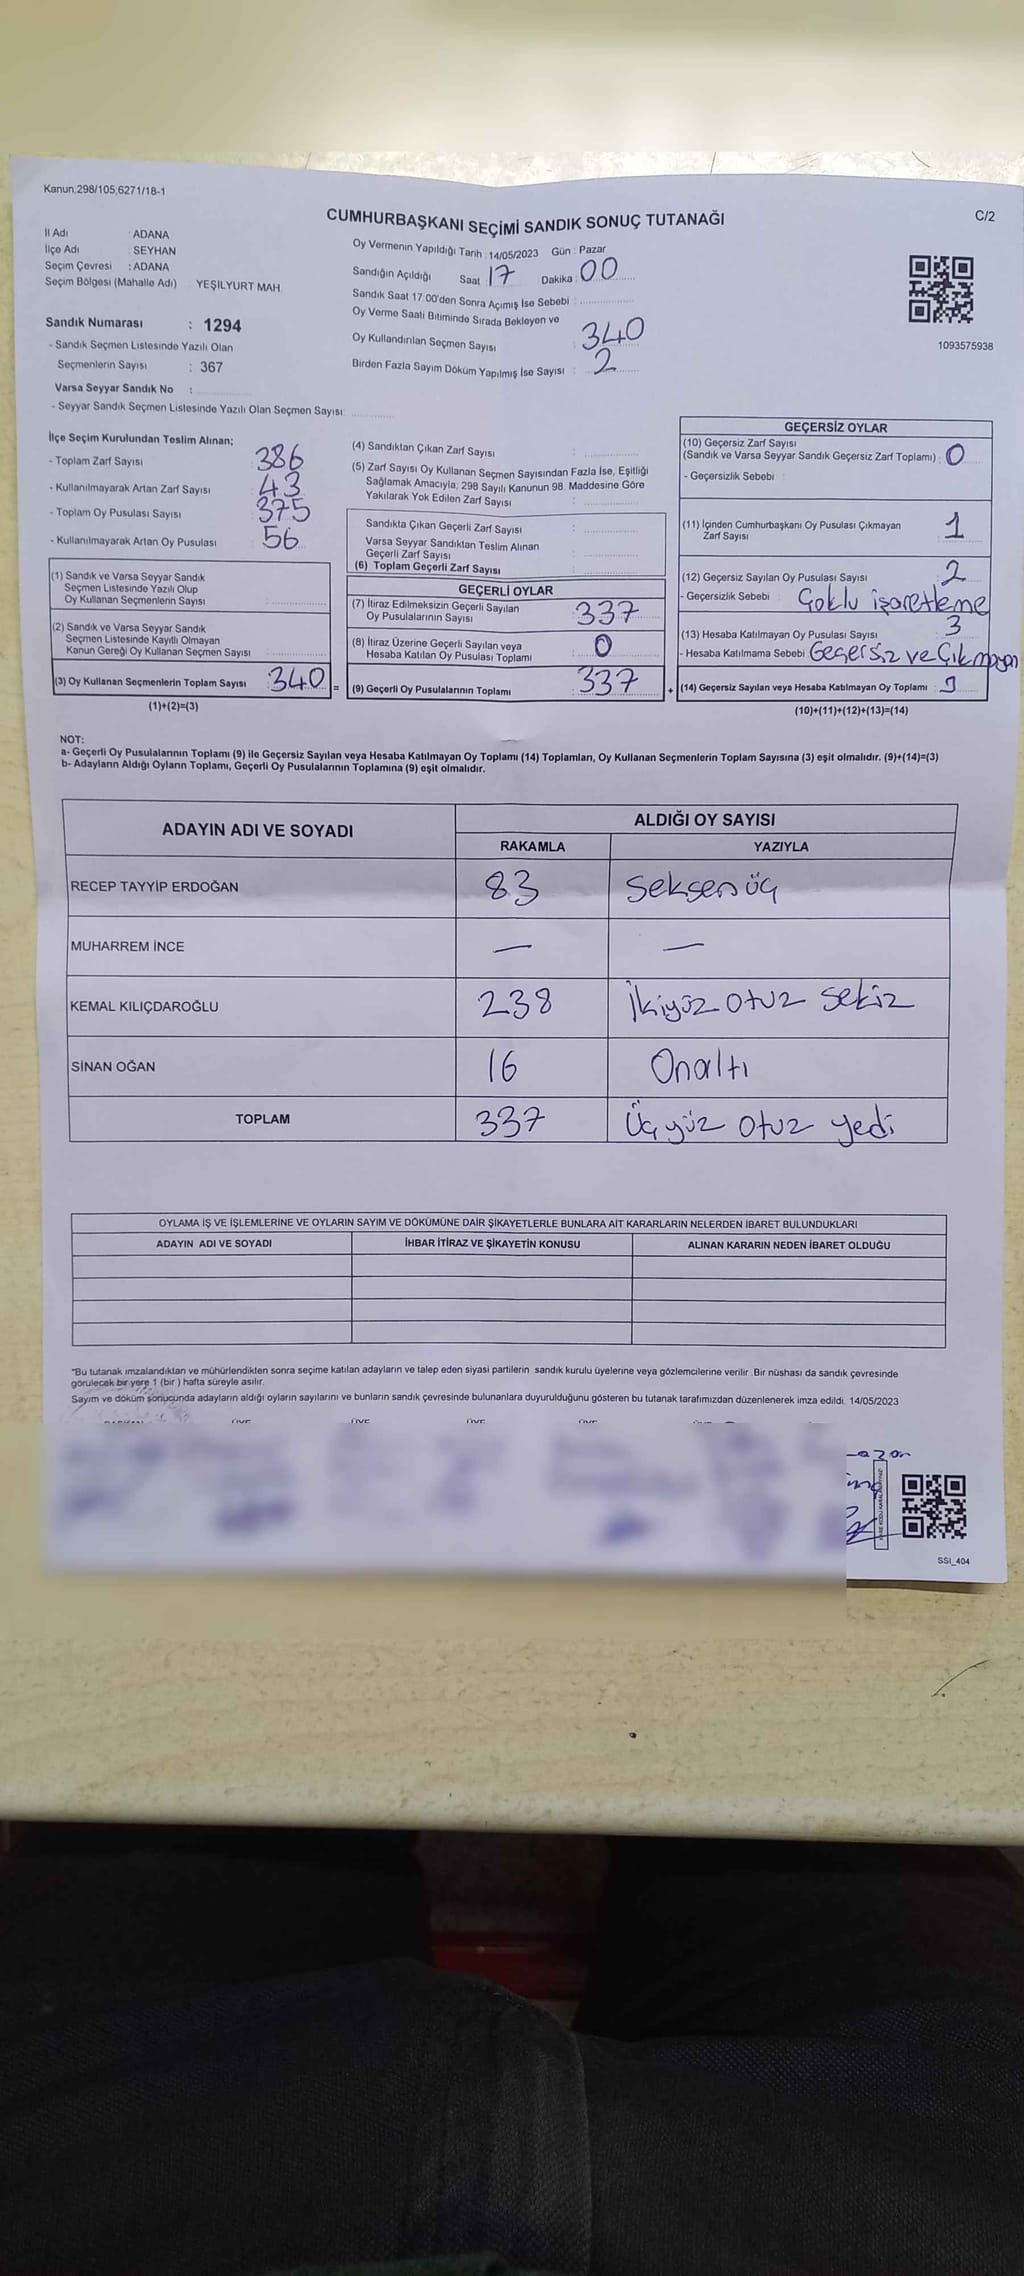 Kanun,298/105,6271/18-1
C/2
CUMHURBAŞKANI SEÇİMİ SANDIK SONUÇ TUTANAĞI
İl Adı : ADANA
İlçe Adı : SEYHAN
Seçim Çevresi : ADANA
Seçim Bölgesi (Mahalle Adı) YEŞİLYURT MAH.
Sandık Numarası : 1294
- Sandık Seçmen Listesinde Yazılı Olan
Seçmenlerin Sayısı : 367
Varsa Seyyar Sandık No :
- Seyyar Sandık Seçmen Listesinde Yazılı Olan Seçmen Sayısı:
Oy Vermenin Yapıldığı Tarih : 14/05/2023 Gün : Pazar
Sandığın Açıldığı Saat : 17 Dakika : 00
Sandık Saat 17.00'den Sonra Açımış İse Sebebi :
Oy Verme Saati Bitiminde Sırada Bekleyen ve
Oy Kullandırılan Seçmen Sayısı : 340
Birden Fazla Sayım Döküm Yapılmış İse Sayısı : 2
1093575938
İlçe Seçim Kurulundan Teslim Alınan;
- Toplam Zarf Sayısı : 386
- Kullanılmayarak Artan Zarf Sayısı : 43
- Toplam Oy Pusulası Sayısı : 375
- Kullanılmayarak Artan Oy Pusulası : 56
(1) Sandık ve Varsa Seyyar Sandık
Seçmen Listesinde Yazılı Olup
Oy Kullanan Seçmenlerin Sayısı :
(2) Sandık ve Varsa Seyyar Sandık
Seçmen Listesinde Kayıtlı Olmayan
Kanun Gereği Oy Kullanan Seçmen Sayısı :
(3) Oy Kullanan Seçmenlerin Toplam Sayısı : 340 =
(1)+(2)=(3)
(4) Sandıktan Çıkan Zarf Sayısı :
(5) Zarf Sayısı Oy Kullanan Seçmen Sayısından Fazla İse, Eşitliği
Sağlamak Amacıyla, 298 Sayılı Kanunun 98. Maddesine Göre
Yakılarak Yok Edilen Zarf Sayısı :
Sandıkta Çıkan Geçerli Zarf Sayısı :
Varsa Seyyar Sandıktan Teslim Alınan
Geçerli Zarf Sayısı :
(6) Toplam Geçerli Zarf Sayısı :
GEÇERLİ OYLAR
(7) İtiraz Edilmeksizin Geçerli Sayılan
Oy Pusulalarının Sayısı : 337
(8) İtiraz Üzerine Geçerli Sayılan veya
Hesaba Katılan Oy Pusulası Toplamı : 0
(9) Geçerli Oy Pusulalarının Toplamı : 337 +
GEÇERSİZ OYLAR
(10) Geçersiz Zarf Sayısı
(Sandık ve Varsa Seyyar Sandık Geçersiz Zarf Toplamı) : 0
- Geçersizlik Sebebi :
(11) İçinden Cumhurbaşkanı Oy Pusulası Çıkmayan
Zarf Sayısı : 1
(12) Geçersiz Sayılan Oy Pusulası Sayısı : 2
- Geçersizlik Sebebi : Çoklu işaretleme
(13) Hesaba Katılmayan Oy Pusulası Sayısı : 3
- Hesaba Katılmama Sebebi : Geçersiz ve Çıkmayan
(14) Geçersiz Sayılan veya Hesaba Katılmayan Oy Toplamı :
(10)+(11)+(12)+(13)=(14)
NOT:
a- Geçerli Oy Pusulalarının Toplamı (9) ile Geçersiz Sayılan veya Hesaba Katılmayan Oy Toplamı (14) Toplamları, Oy Kullanan Seçmenlerin Toplam Sayısına (3) eşit olmalıdır. (9)+(14)=(3)
b- Adayların Aldığı Oyların Toplamı, Geçerli Oy Pusulalarının Toplamına (9) eşit olmalıdır.
ADAYIN ADI VE SOYADI
ALDIĞI OY SAYISI
RAKAMLA YAZIYLA
RECEP TAYYİP ERDOĞAN 83 Seksen üç
MUHARREM İNCE — —
KEMAL KILIÇDAROĞLU 238 İkiyüz otuz sekiz
SİNAN OĞAN 16 Onaltı
TOPLAM 337 Üçyüz otuz yedi
OYLAMA İŞ VE İŞLEMLERİNE VE OYLARIN SAYIM VE DÖKÜMÜNE DAİR ŞİKAYETLERLE BUNLARA AİT KARARLARIN NELERDEN İBARET BULUNDUKLARI
ADAYIN ADI VE SOYADI İHBAR İTİRAZ VE ŞİKAYETİN KONUSU ALINAN KARARIN NEDEN İBARET OLDUĞU
"Bu tutanak imzalandıktan ve mühürlendikten sonra seçime katılan adayların ve talep eden siyasi partilerin sandık kurulu üyelerine veya gözlemcilerine verilir. Bir nüshası da sandık çevresinde
görülecek bir yere 1 (bir ) hafta süreyle asılır.
Sayım ve döküm sonucunda adayların aldığı oyların sayılarını ve bunların sandık çevresinde bulunanlara duyurulduğunu gösteren bu tutanak tarafımızdan düzenlenerek imza edildi. 14/05/2023
SSI_404